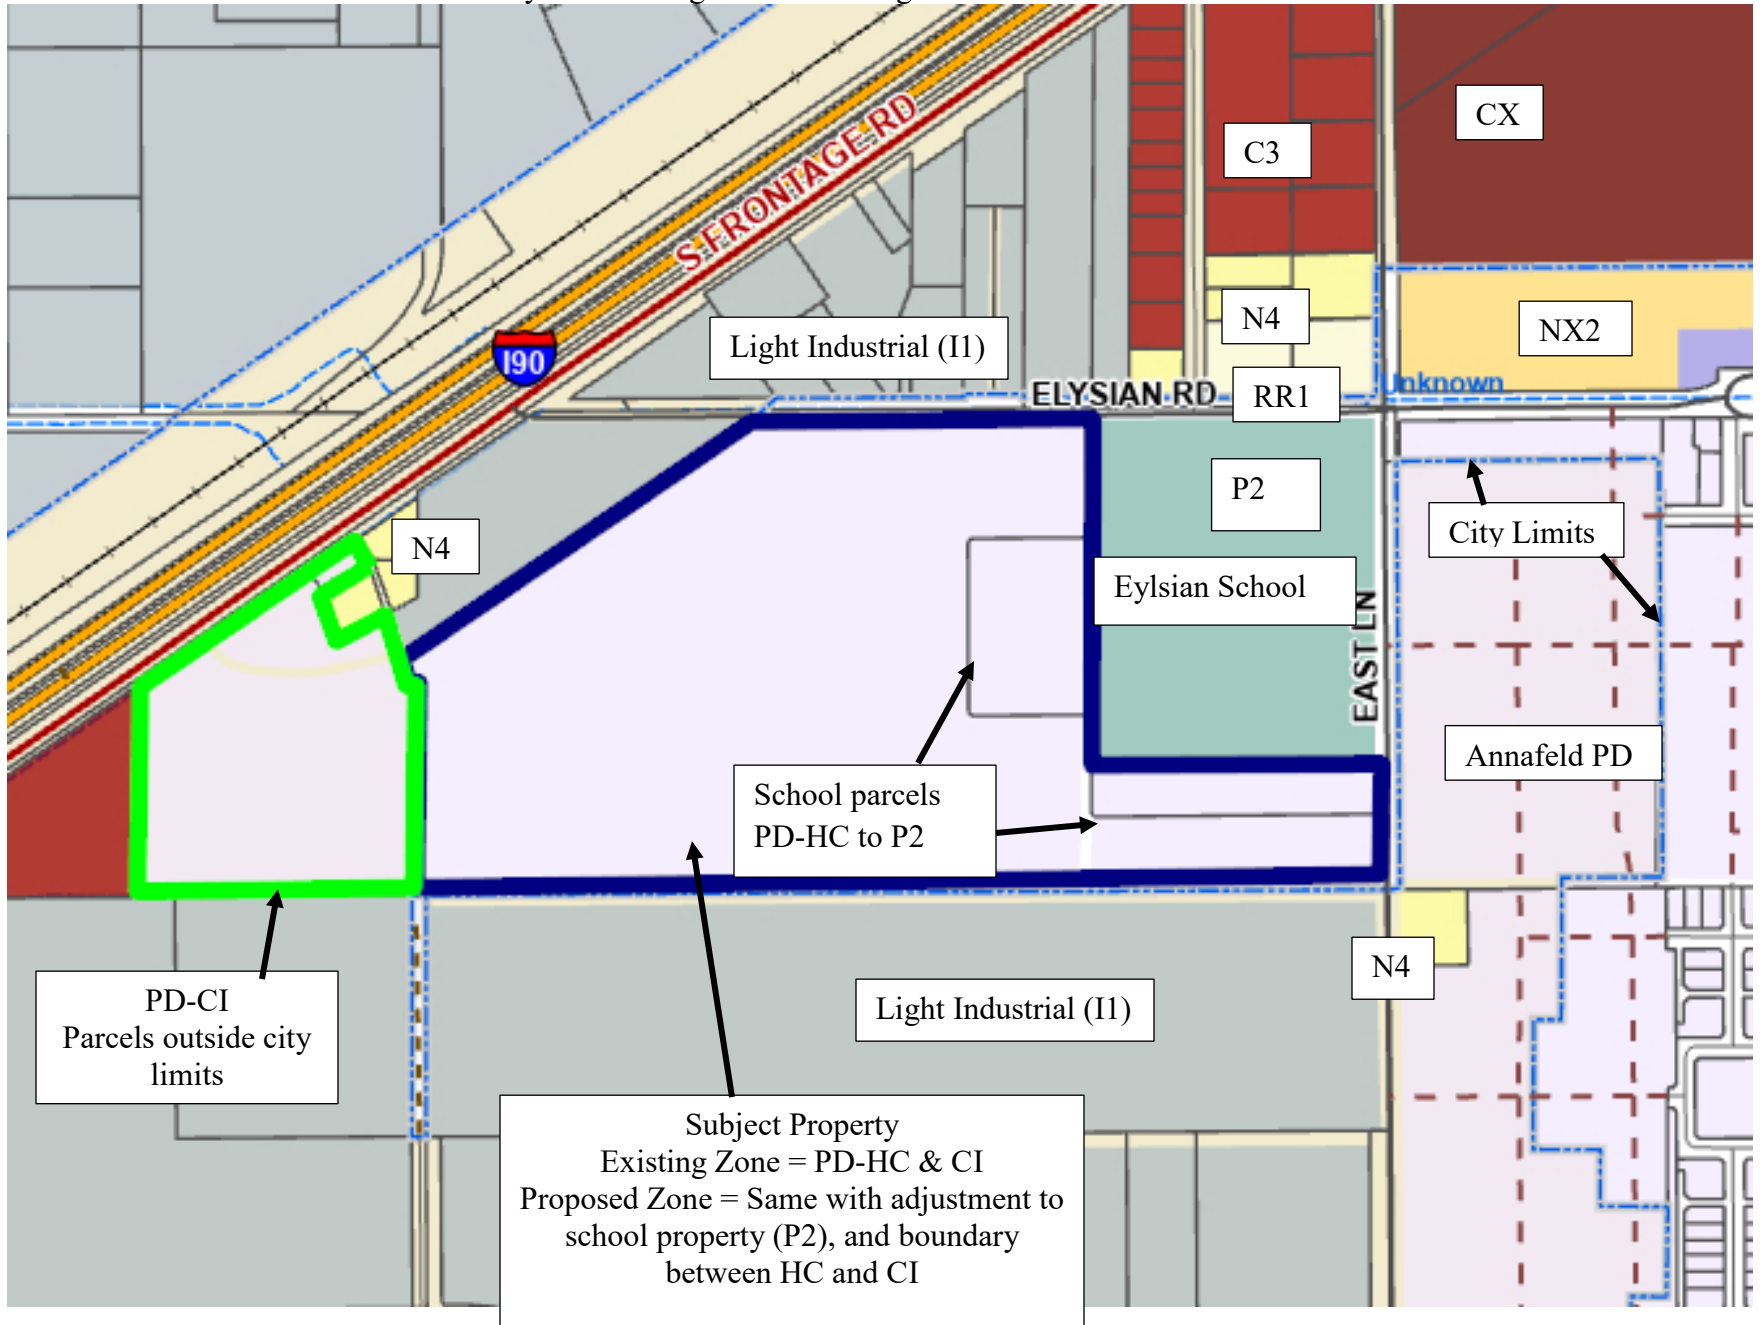 CX
C3
S FRONTAGE RD
N4
NX2
I90
Light Industrial (I1)
Unknown
ELYSIAN RD
RR1
P2
City Limits
N4
Eylsian School
EAST LN
Annafeld PD
School parcels
PD-HC to P2
N4
PD-CI
Parcels outside city
limits
Light Industrial (I1)
Subject Property
Existing Zone = PD-HC & CI
Proposed Zone = Same with adjustment to
school property (P2), and boundary
between HC and CI